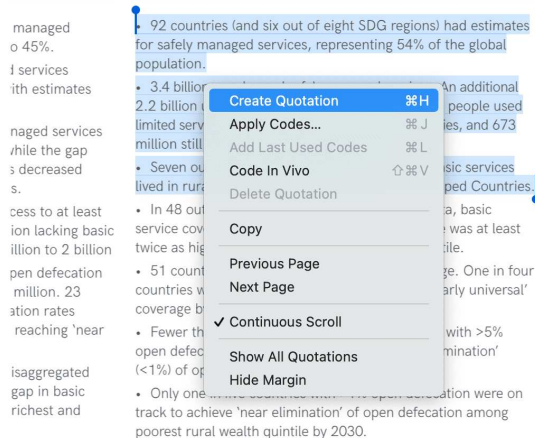 managed
o 45%.
services
ith estimates
naged services
while the gap
s decreased
s.
cess to at least
ion lacking basic
illion to 2 billion
pen defecation
million. 23
ation rates
reaching 'near
isaggregated
gap in basic
richest and
• 92 countries (and six out of eight SDG regions) had estimates
for safely managed services, representing 54% of the global
population.
• 3.4 billion An additional
2.2 billion people used
limited serv ies, and 673
million still
• Seven ou sic services
lived in rura ped Countries.
• In 48 out a, basic
service cov e was at least
twice as hig tile.
• 51 count ge. One in four
countries w arly universal'
coverage b
• Fewer th with >5%
open defec mination'
(<1%) of op
• Only one open defecation were on
track to achieve 'near elimination' of open defecation among
poorest rural wealth quintile by 2030.
Create Quotation ⌘H
Apply Codes... ⌘J
Add Last Used Codes ⌘L
Code In Vivo ⇧⌘V
Delete Quotation
Copy
Previous Page
Next Page
✓ Continuous Scroll
Show All Quotations
Hide Margin